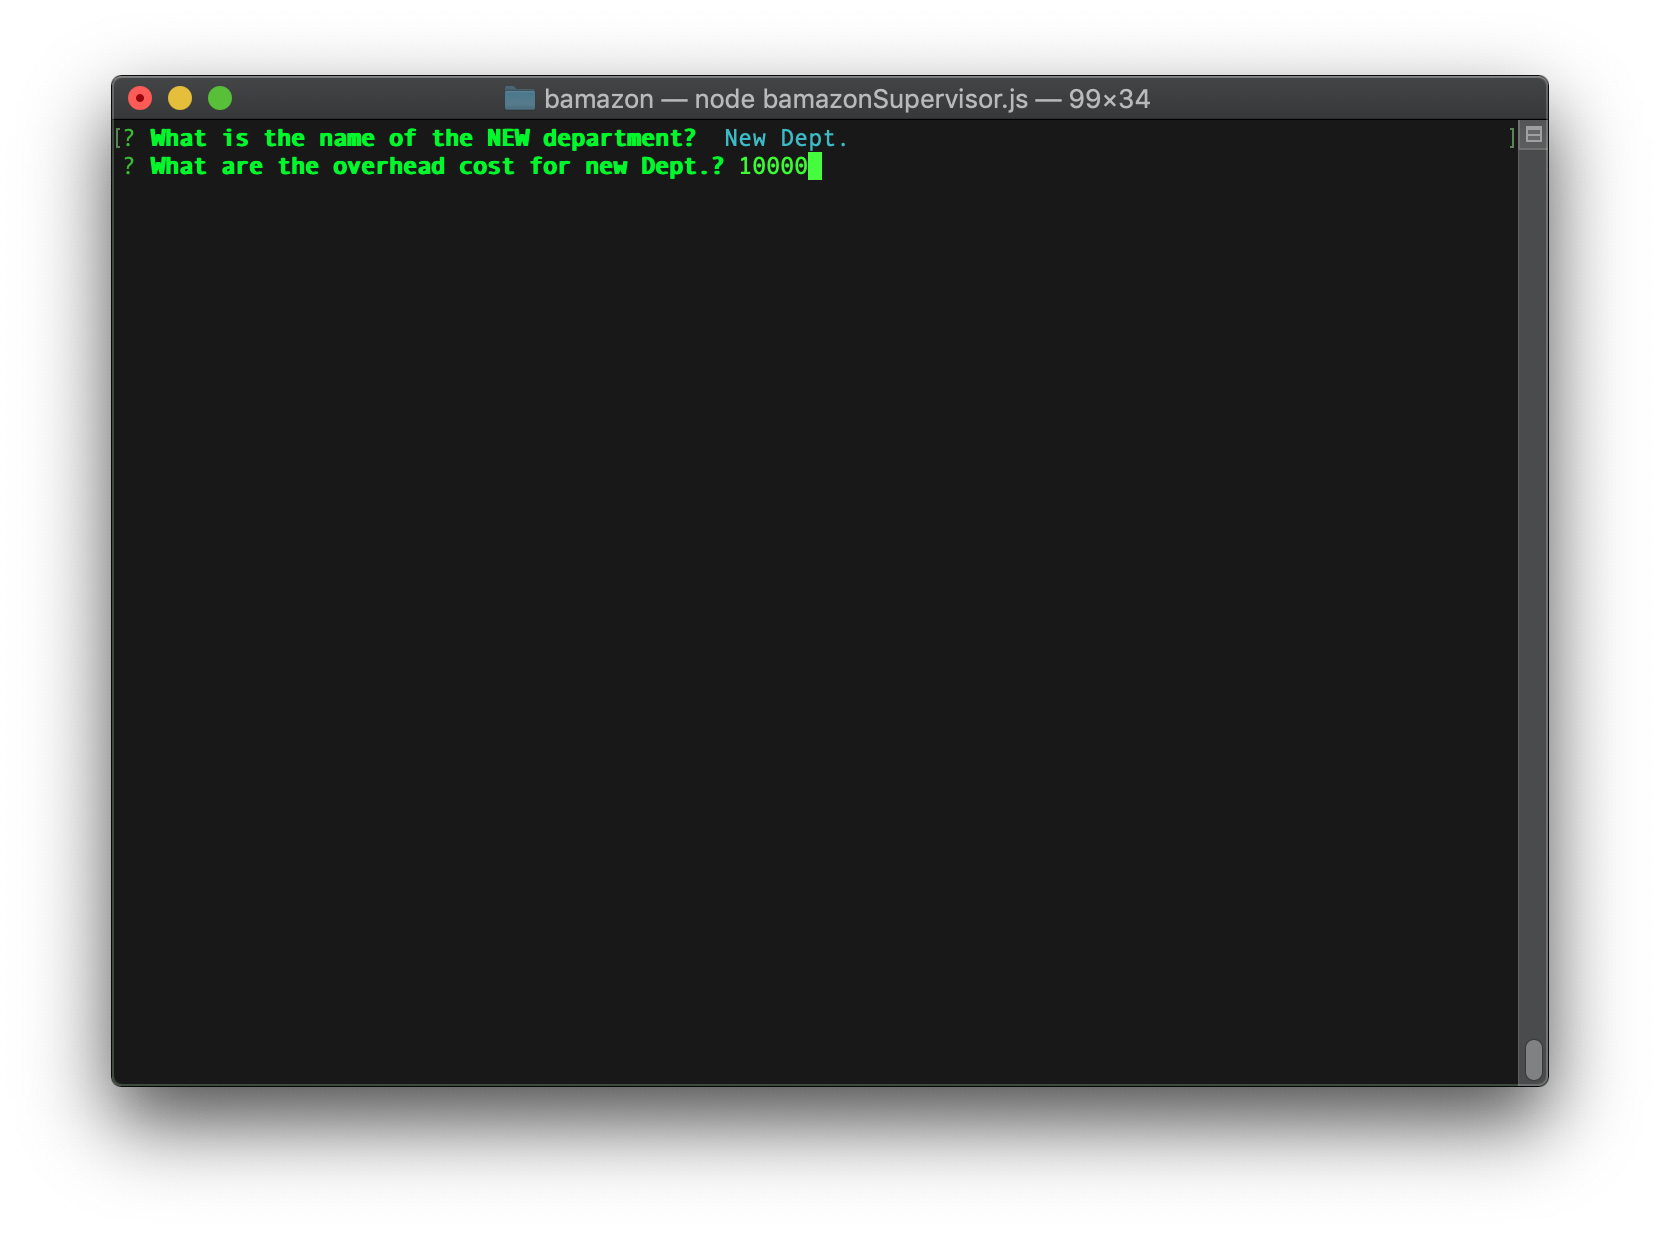 bamazon — node bamazonSupervisor.js — 99×34
[? What is the name of the NEW department?  New Dept. ]
? What are the overhead cost for new Dept.? 10000